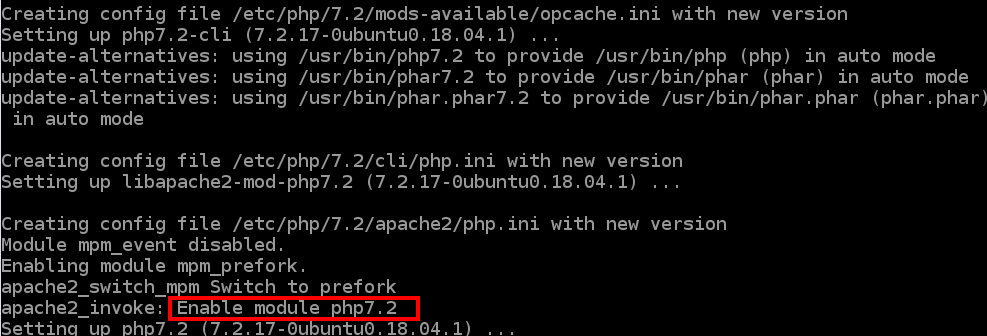 Creating config file /etc/php/7.2/mods-available/opcache.ini with new version
Setting up php7.2-cli (7.2.17-0ubuntu0.18.04.1) ...
update-alternatives: using /usr/bin/php7.2 to provide /usr/bin/php (php) in auto mode
update-alternatives: using /usr/bin/phar7.2 to provide /usr/bin/phar (phar) in auto mode
update-alternatives: using /usr/bin/phar.phar7.2 to provide /usr/bin/phar.phar (phar.phar)
in auto mode
Creating config file /etc/php/7.2/cli/php.ini with new version
Setting up libapache2-mod-php7.2 (7.2.17-0ubuntu0.18.04.1) ...
Creating config file /etc/php/7.2/apache2/php.ini with new version
Module mpm_event disabled.
Enabling module mpm_prefork.
apache2_switch_mpm Switch to prefork
apache2_invoke: Enable module php7.2
Setting up php7.2 (7.2.17-0ubuntu0.18.04.1) ...